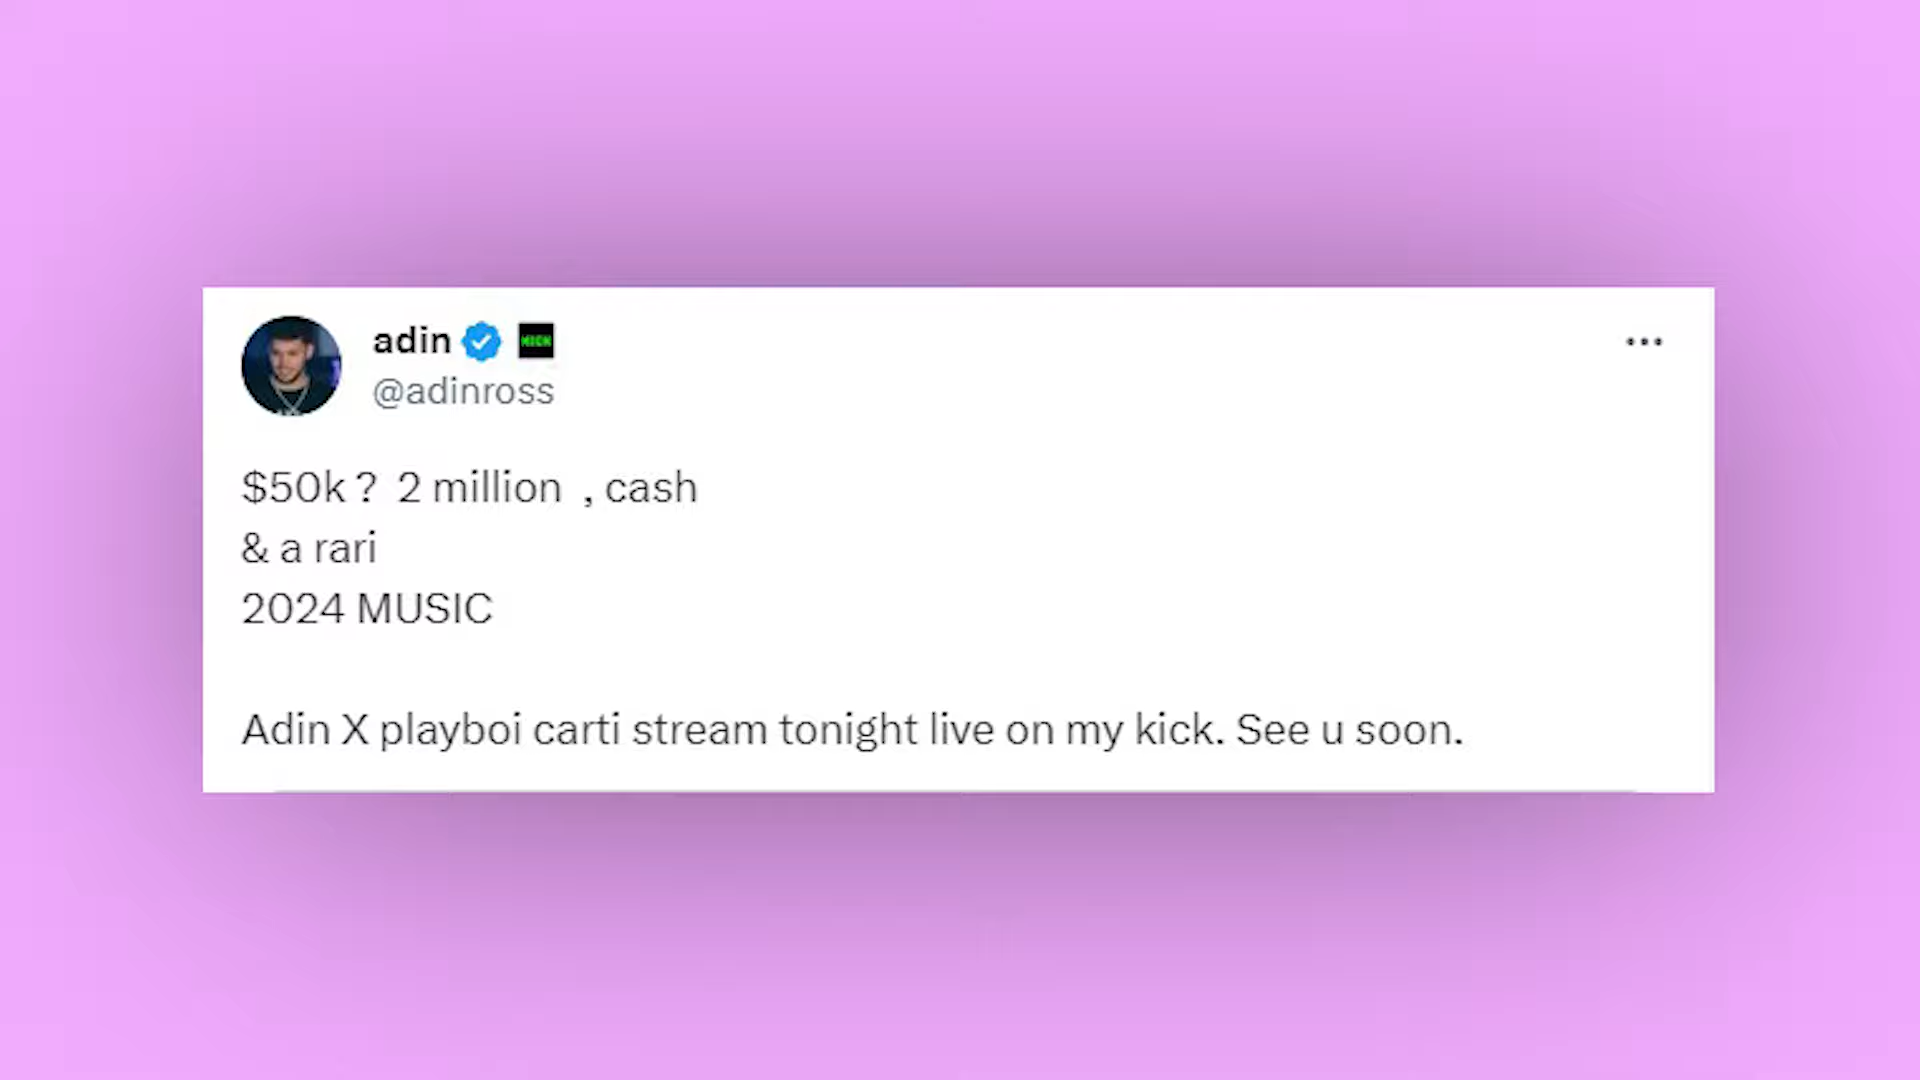 adin KICK
@adinross
$50k ? 2 million , cash
& a rari
2024 MUSIC
Adin X playboi carti stream tonight live on my kick. See u soon.